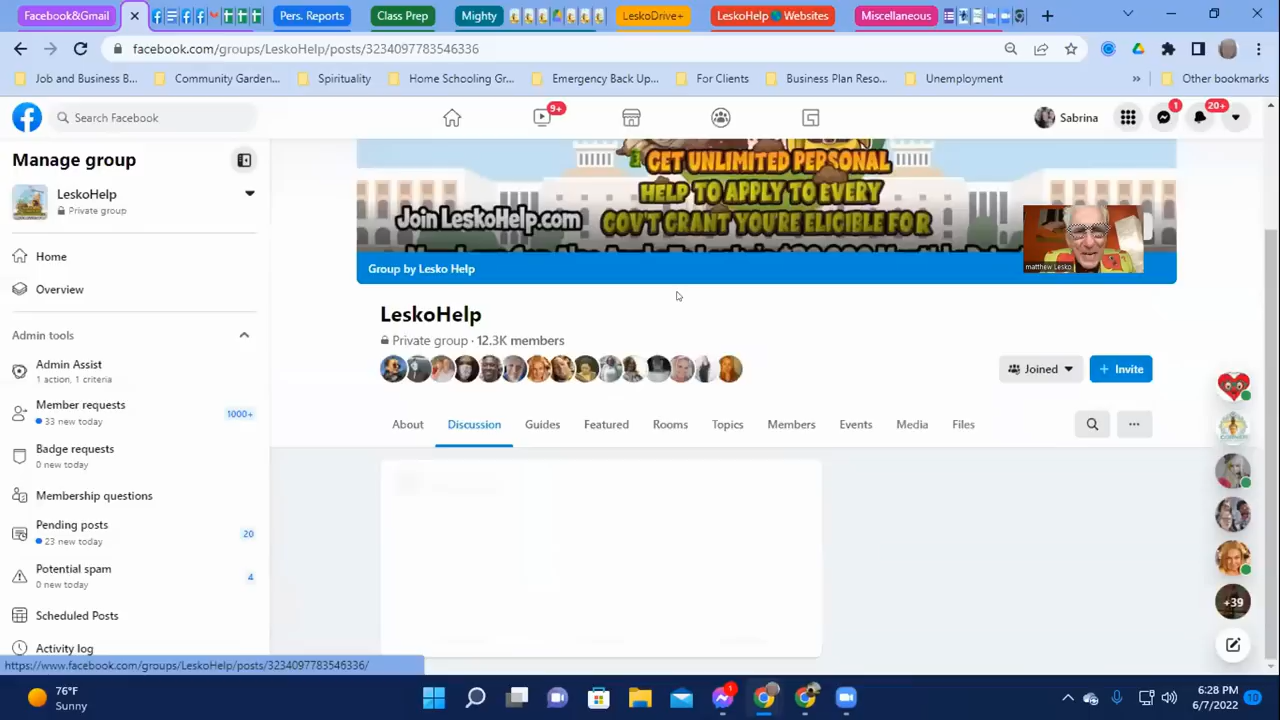 Facebook&Gmail
Pers. Reports
Class Prep
Mighty
LeskoDrive+
LeskoHelp Websites
Miscellaneous
facebook.com/groups/LeskoHelp/posts/3234097783546336
Job and Business B...
Community Garden...
Spirituality
Home Schooling Gr...
Emergency Back Up...
For Clients
Business Plan Reso...
Unemployment
»
Other bookmarks
Search Facebook
9+
Sabrina
1
20+
Manage group
LeskoHelp
Private group
Home
Overview
Admin tools
Admin Assist
1 action, 1 criteria
Member requests
33 new today
1000+
Badge requests
0 new today
Membership questions
Pending posts
23 new today
20
Potential spam
0 new today
4
Scheduled Posts
Activity log
https://www.facebook.com/groups/LeskoHelp/posts/3234097783546336/
GET UNLIMITED PERSONAL
HELP TO APPLY TO EVERY
Join LeskoHelp.com
GOV'T GRANT YOU'RE ELIGIBLE FOR
matthew Lesko
Group by Lesko Help
LeskoHelp
Private group · 12.3K members
Joined
+ Invite
About
Discussion
Guides
Featured
Rooms
Topics
Members
Events
Media
Files
+39
76°F
Sunny
1
6:28 PM
6/7/2022
10